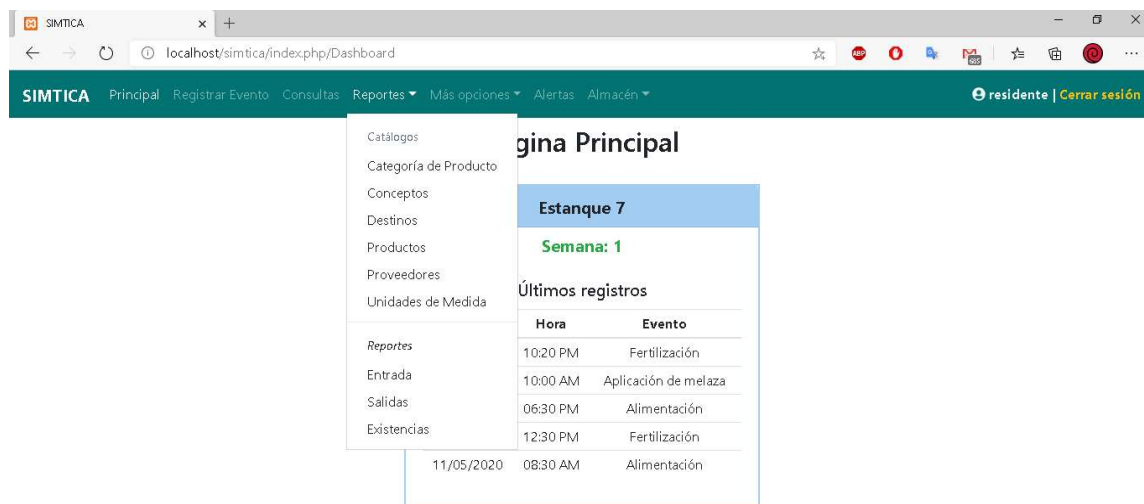 SIMTICA
localhost/simtica/index.php/Dashboard
ABP
685
SIMTICA Principal Registrar Evento Consultas Reportes Más opciones Alertas Almacén residente | Cerrar sesión
gina Principal
Catálogos
Categoría de Producto
Conceptos
Destinos
Productos
Proveedores
Unidades de Medida
Reportes
Entrada
Salidas
Existencias
Estanque 7
Semana: 1
Últimos registros
Hora Evento
10:20 PM Fertilización
10:00 AM Aplicación de melaza
06:30 PM Alimentación
12:30 PM Fertilización
11/05/2020 08:30 AM Alimentación